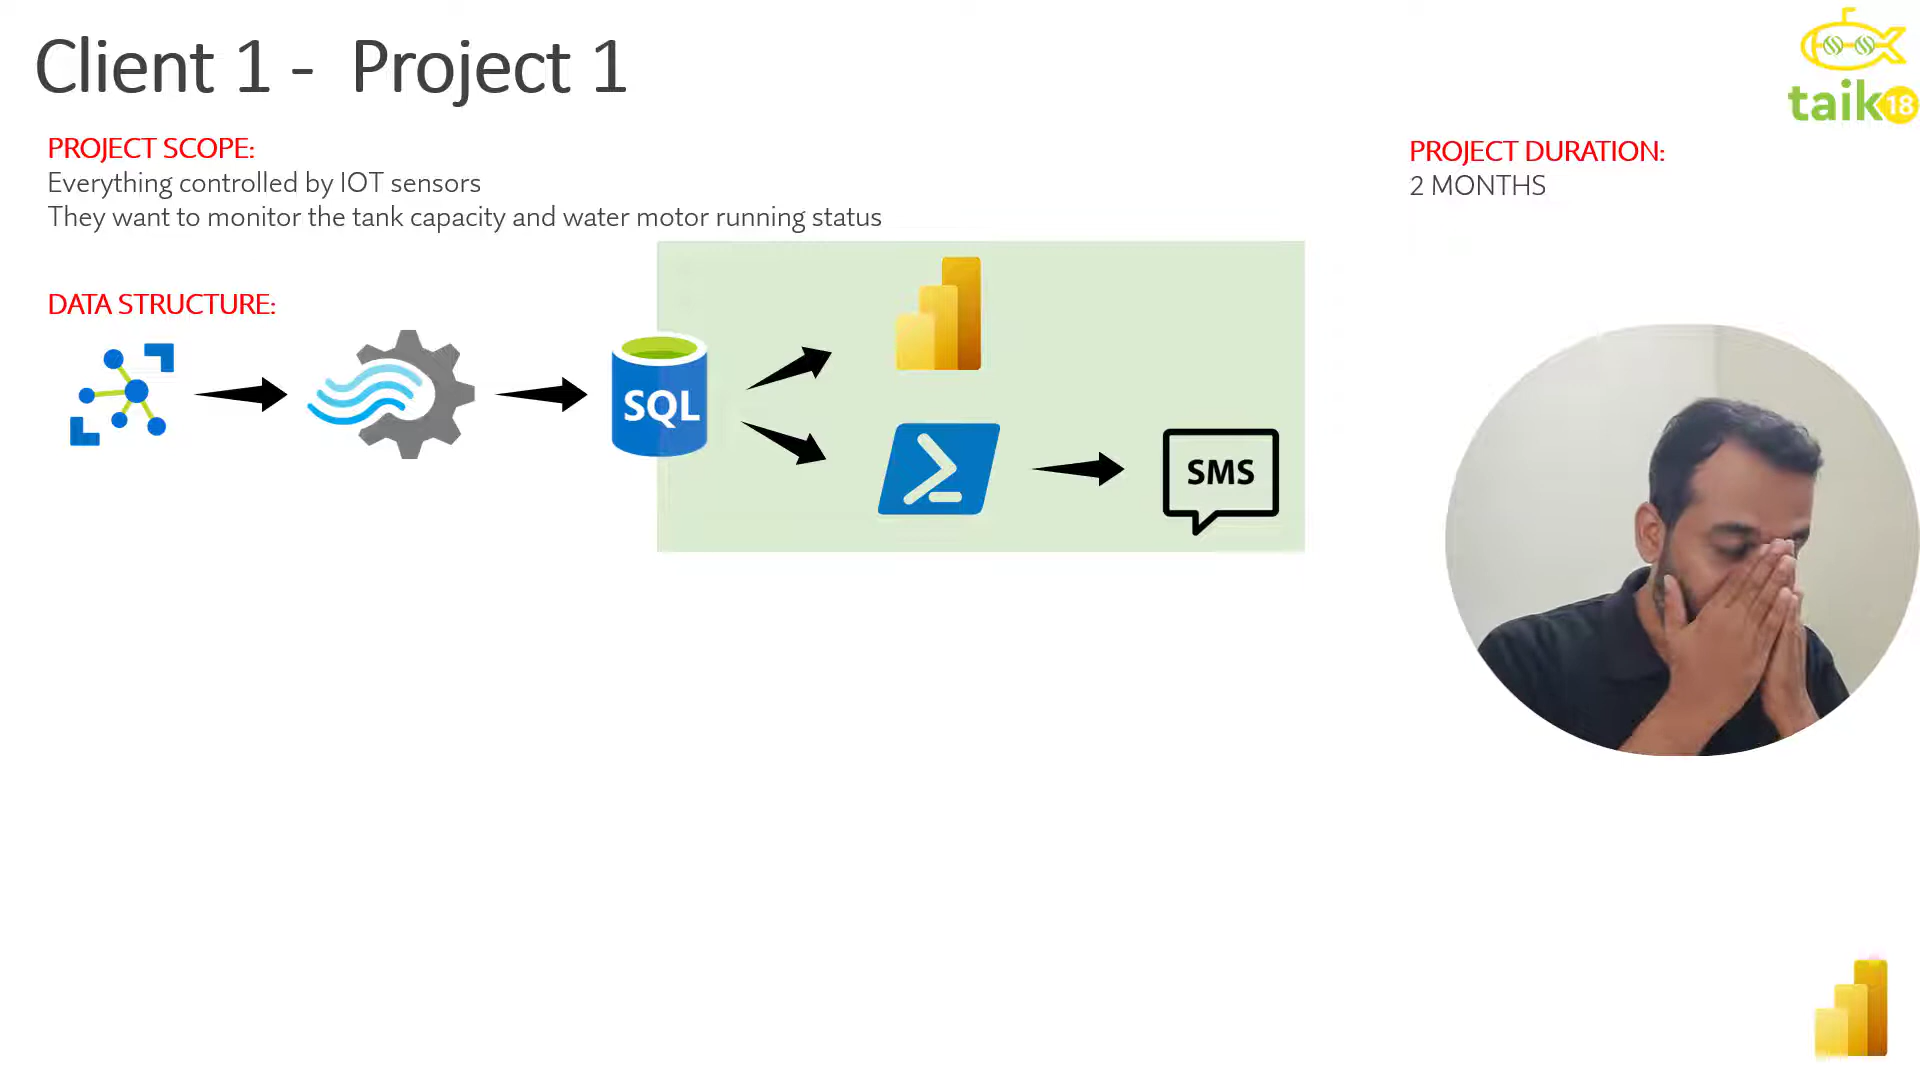 Client 1 - Project 1
taik18
PROJECT SCOPE:
Everything controlled by IOT sensors
They want to monitor the tank capacity and water motor running status
PROJECT DURATION:
2 MONTHS
DATA STRUCTURE:
SQL
SMS